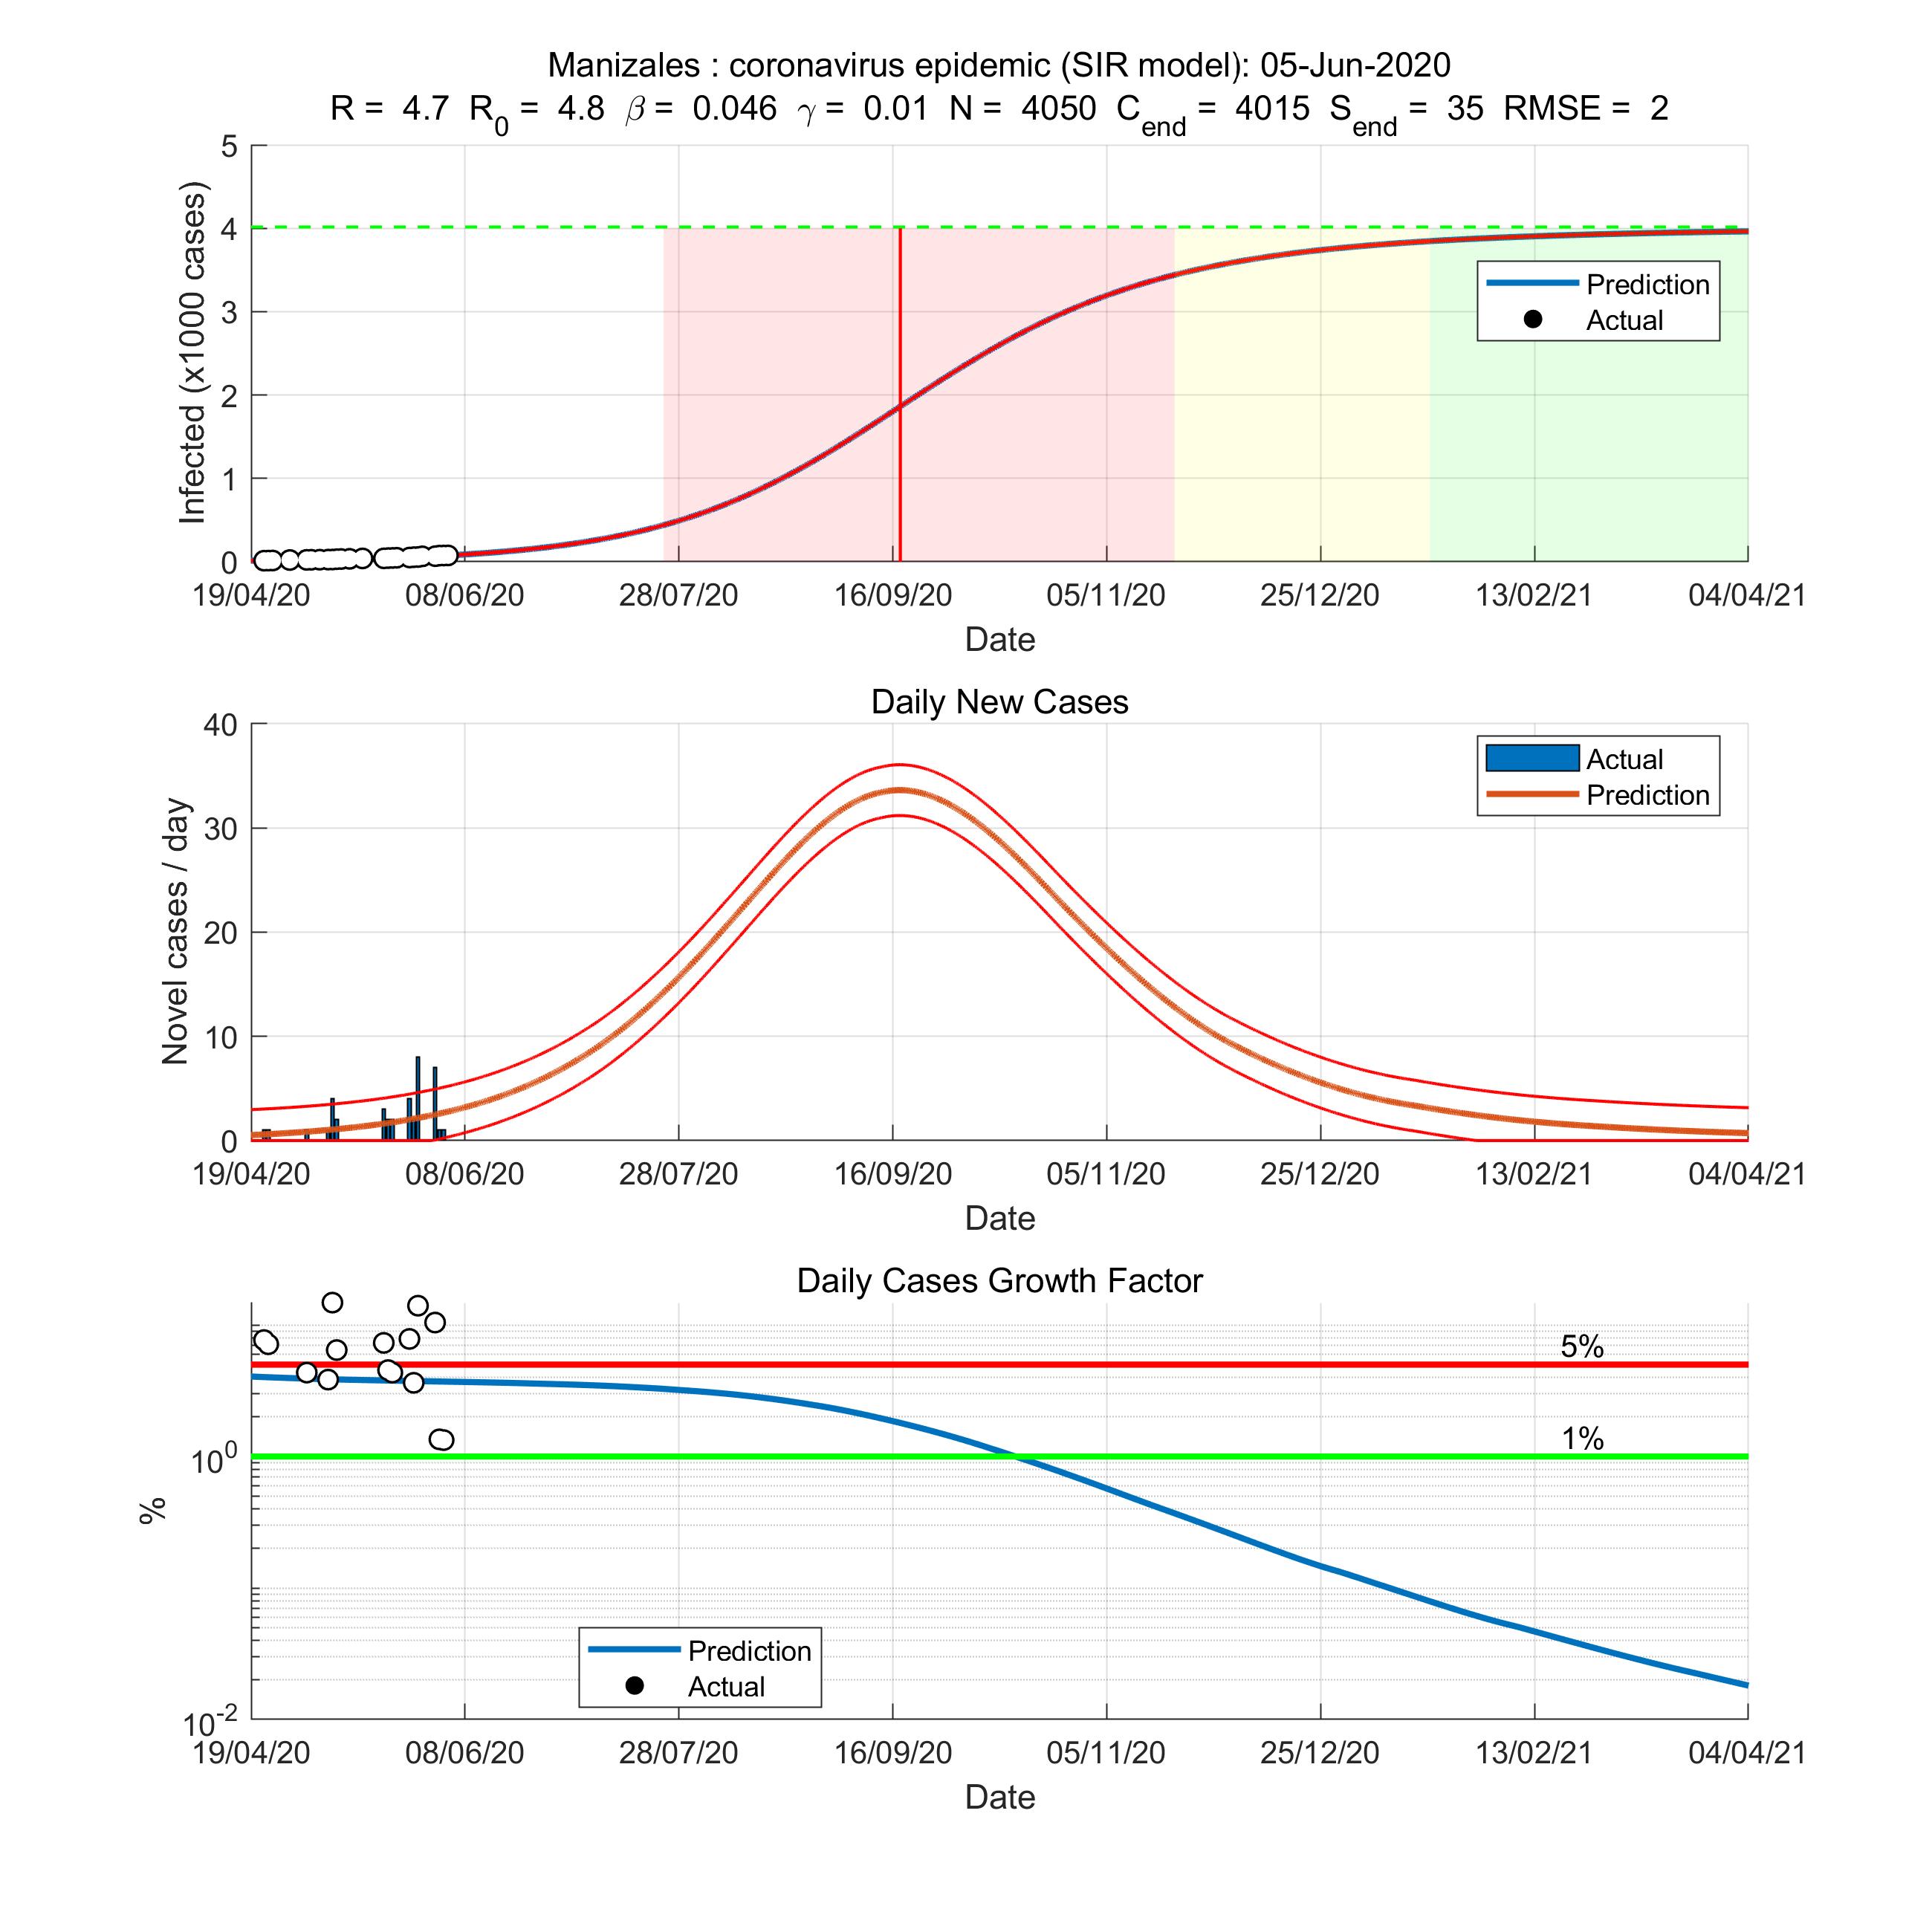 Manizales : coronavirus epidemic (SIR model): 05-Jun-2020
R = 4.7 R0 = 4.8 β = 0.046 γ = 0.01 N = 4050 Cend = 4015 Send = 35 RMSE = 2
Infected (x1000 cases)
5
4
3
2
1
0
Prediction
Actual
19/04/20 08/06/20 28/07/20 16/09/20 05/11/20 25/12/20 13/02/21 04/04/21
Date
Daily New Cases
Novel cases / day
40
30
20
10
0
Actual
Prediction
19/04/20 08/06/20 28/07/20 16/09/20 05/11/20 25/12/20 13/02/21 04/04/21
Date
Daily Cases Growth Factor
%
5%
1%
10^0
10^-2
Prediction
Actual
19/04/20 08/06/20 28/07/20 16/09/20 05/11/20 25/12/20 13/02/21 04/04/21
Date